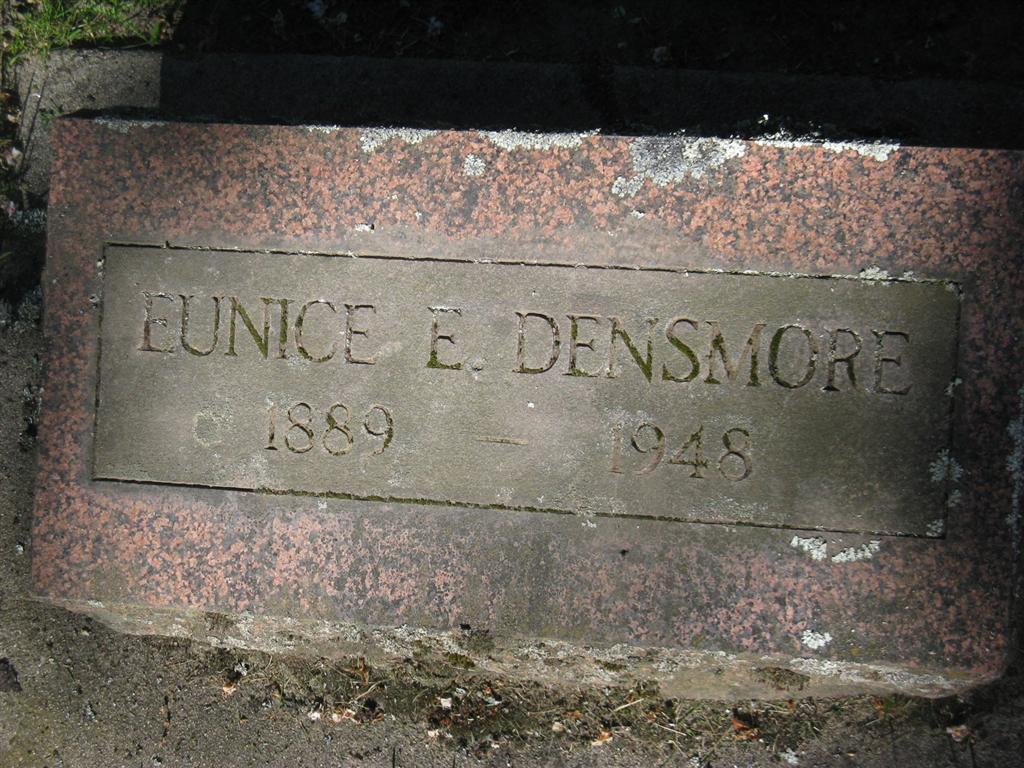 EUNICE E. DENSMORE
1889 — 1948